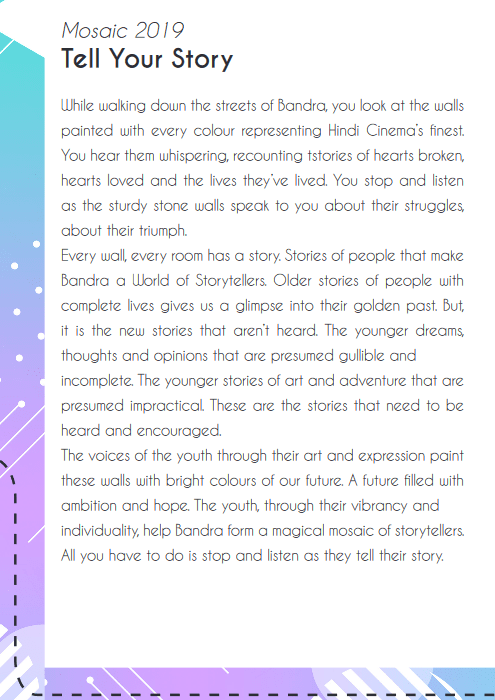 Mosaic 2019
Tell Your Story
While walking down the streets of Bandra, you look at the walls
painted with every colour representing Hindi Cinema's finest.
You hear them whispering, recounting tstories of hearts broken,
hearts loved and the lives they've lived. You stop and listen
as the sturdy stone walls speak to you about their struggles,
about their triumph.
Every wall, every room has a story. Stories of people that make
Bandra a World of Storytellers. Older stories of people with
complete lives gives us a glimpse into their golden past. But,
it is the new stories that aren't heard. The younger dreams,
thoughts and opinions that are presumed gullible and
incomplete. The younger stories of art and adventure that are
presumed impractical. These are the stories that need to be
heard and encouraged.
The voices of the youth through their art and expression paint
these walls with bright colours of our future. A future filled with
ambition and hope. The youth, through their vibrancy and
individuality, help Bandra form a magical mosaic of storytellers.
All you have to do is stop and listen as they tell their story.